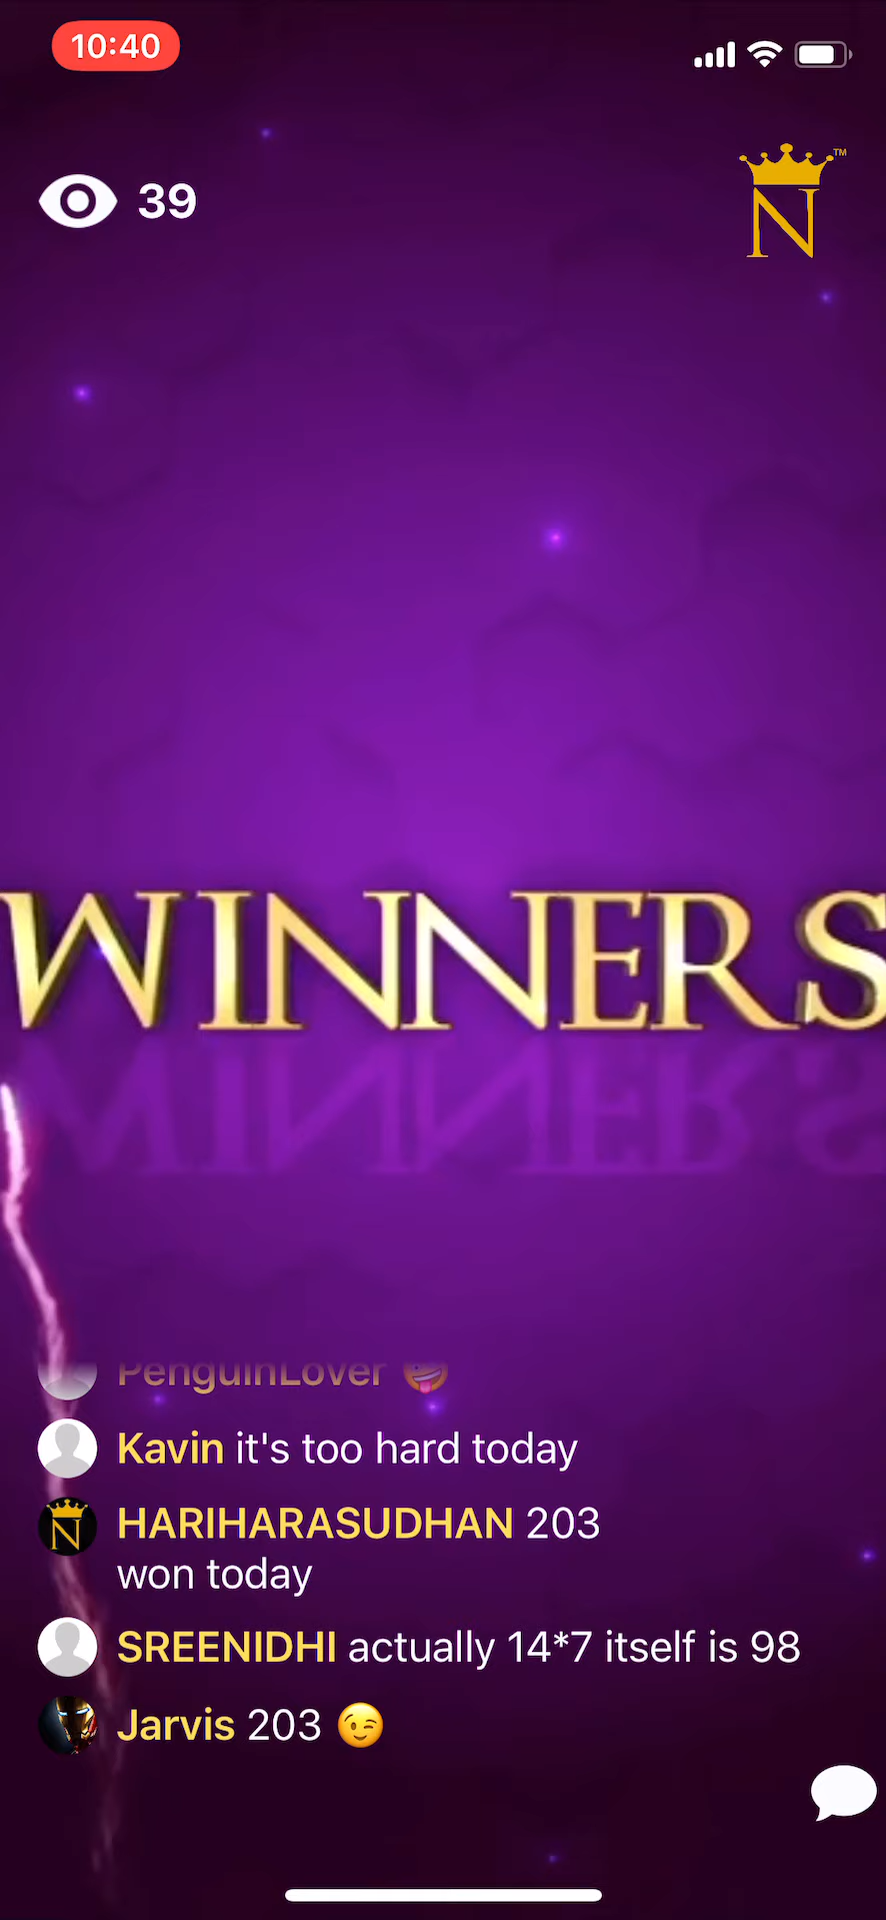 10:40
39
N
TM
WINNERS
PenguinLover 🤪
Kavin it's too hard today
N
HARIHARASUDHAN 203
won today
SREENIDHI actually 14*7 itself is 98
Jarvis 203 😉